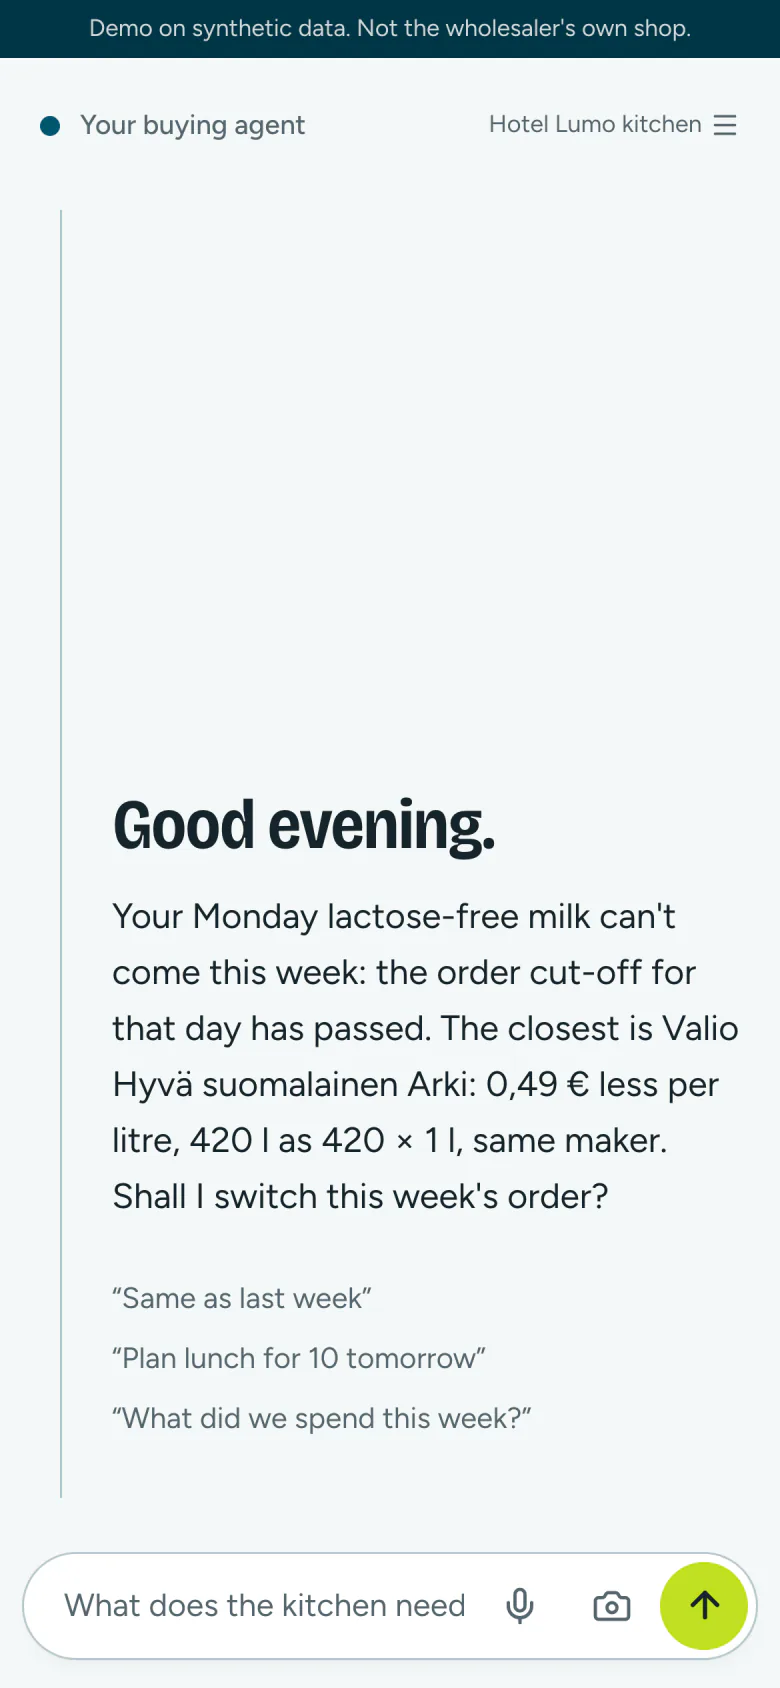 Demo on synthetic data. Not the wholesaler's own shop.
Your buying agent
Hotel Lumo kitchen
Good evening.
Your Monday lactose-free milk can't
come this week: the order cut-off for
that day has passed. The closest is Valio
Hyvä suomalainen Arki: 0,49 € less per
litre, 420 l as 420 × 1 l, same maker.
Shall I switch this week's order?
“Same as last week”
“Plan lunch for 10 tomorrow”
“What did we spend this week?”
What does the kitchen need